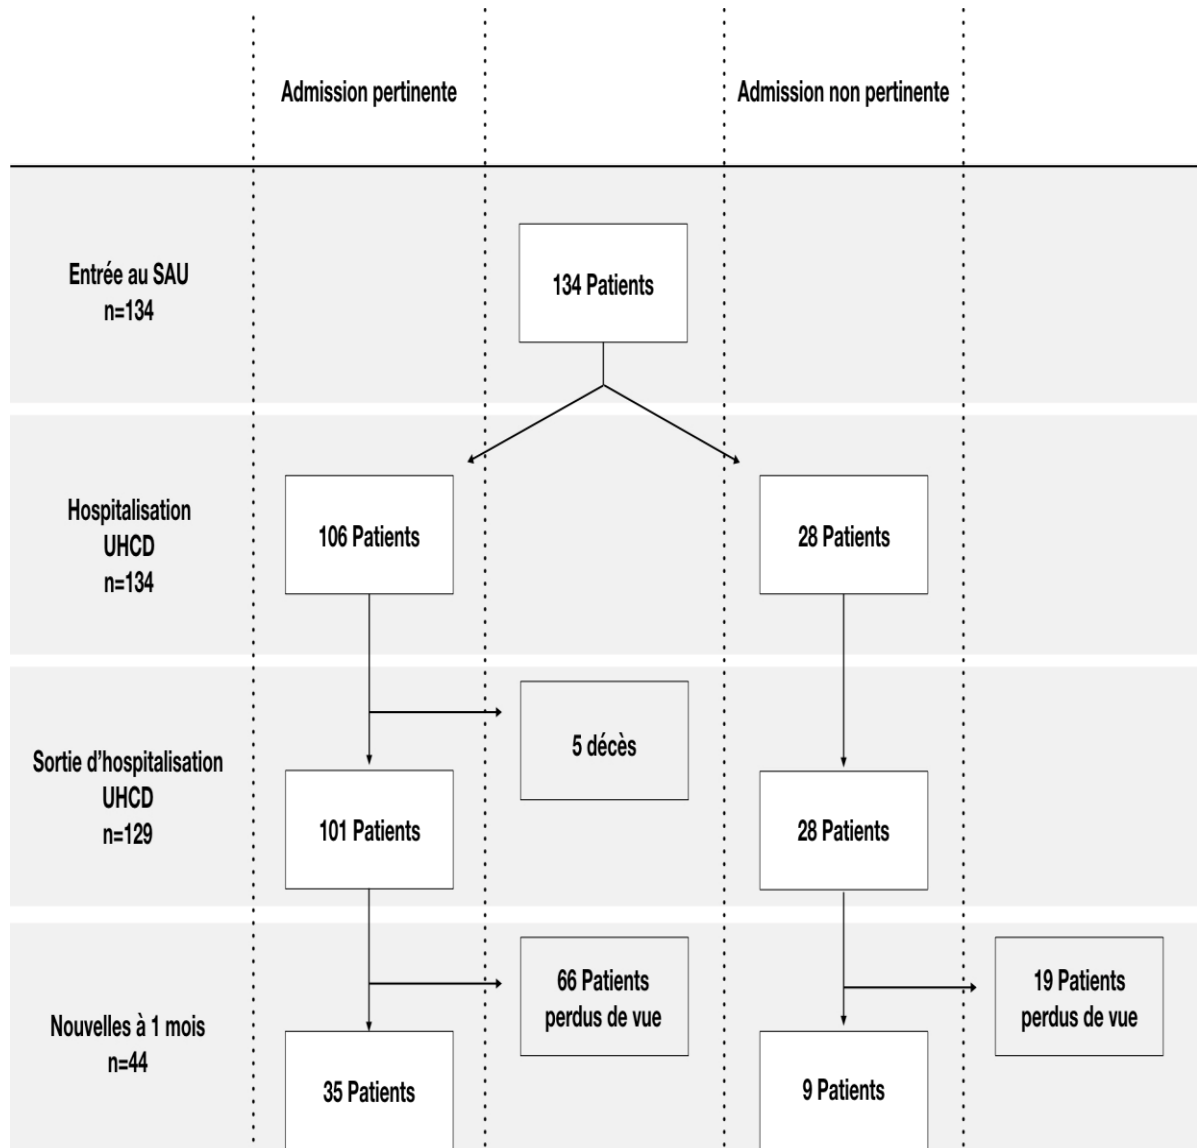 Admission pertinente
Admission non pertinente
Entrée au SAU
n=134
134 Patients
Hospitalisation
UHCD
n=134
106 Patients
28 Patients
5 décès
Sortie d'hospitalisation
UHCD
n=129
101 Patients
28 Patients
66 Patients
perdus de vue
19 Patients
perdus de vue
Nouvelles à 1 mois
n=44
35 Patients
9 Patients